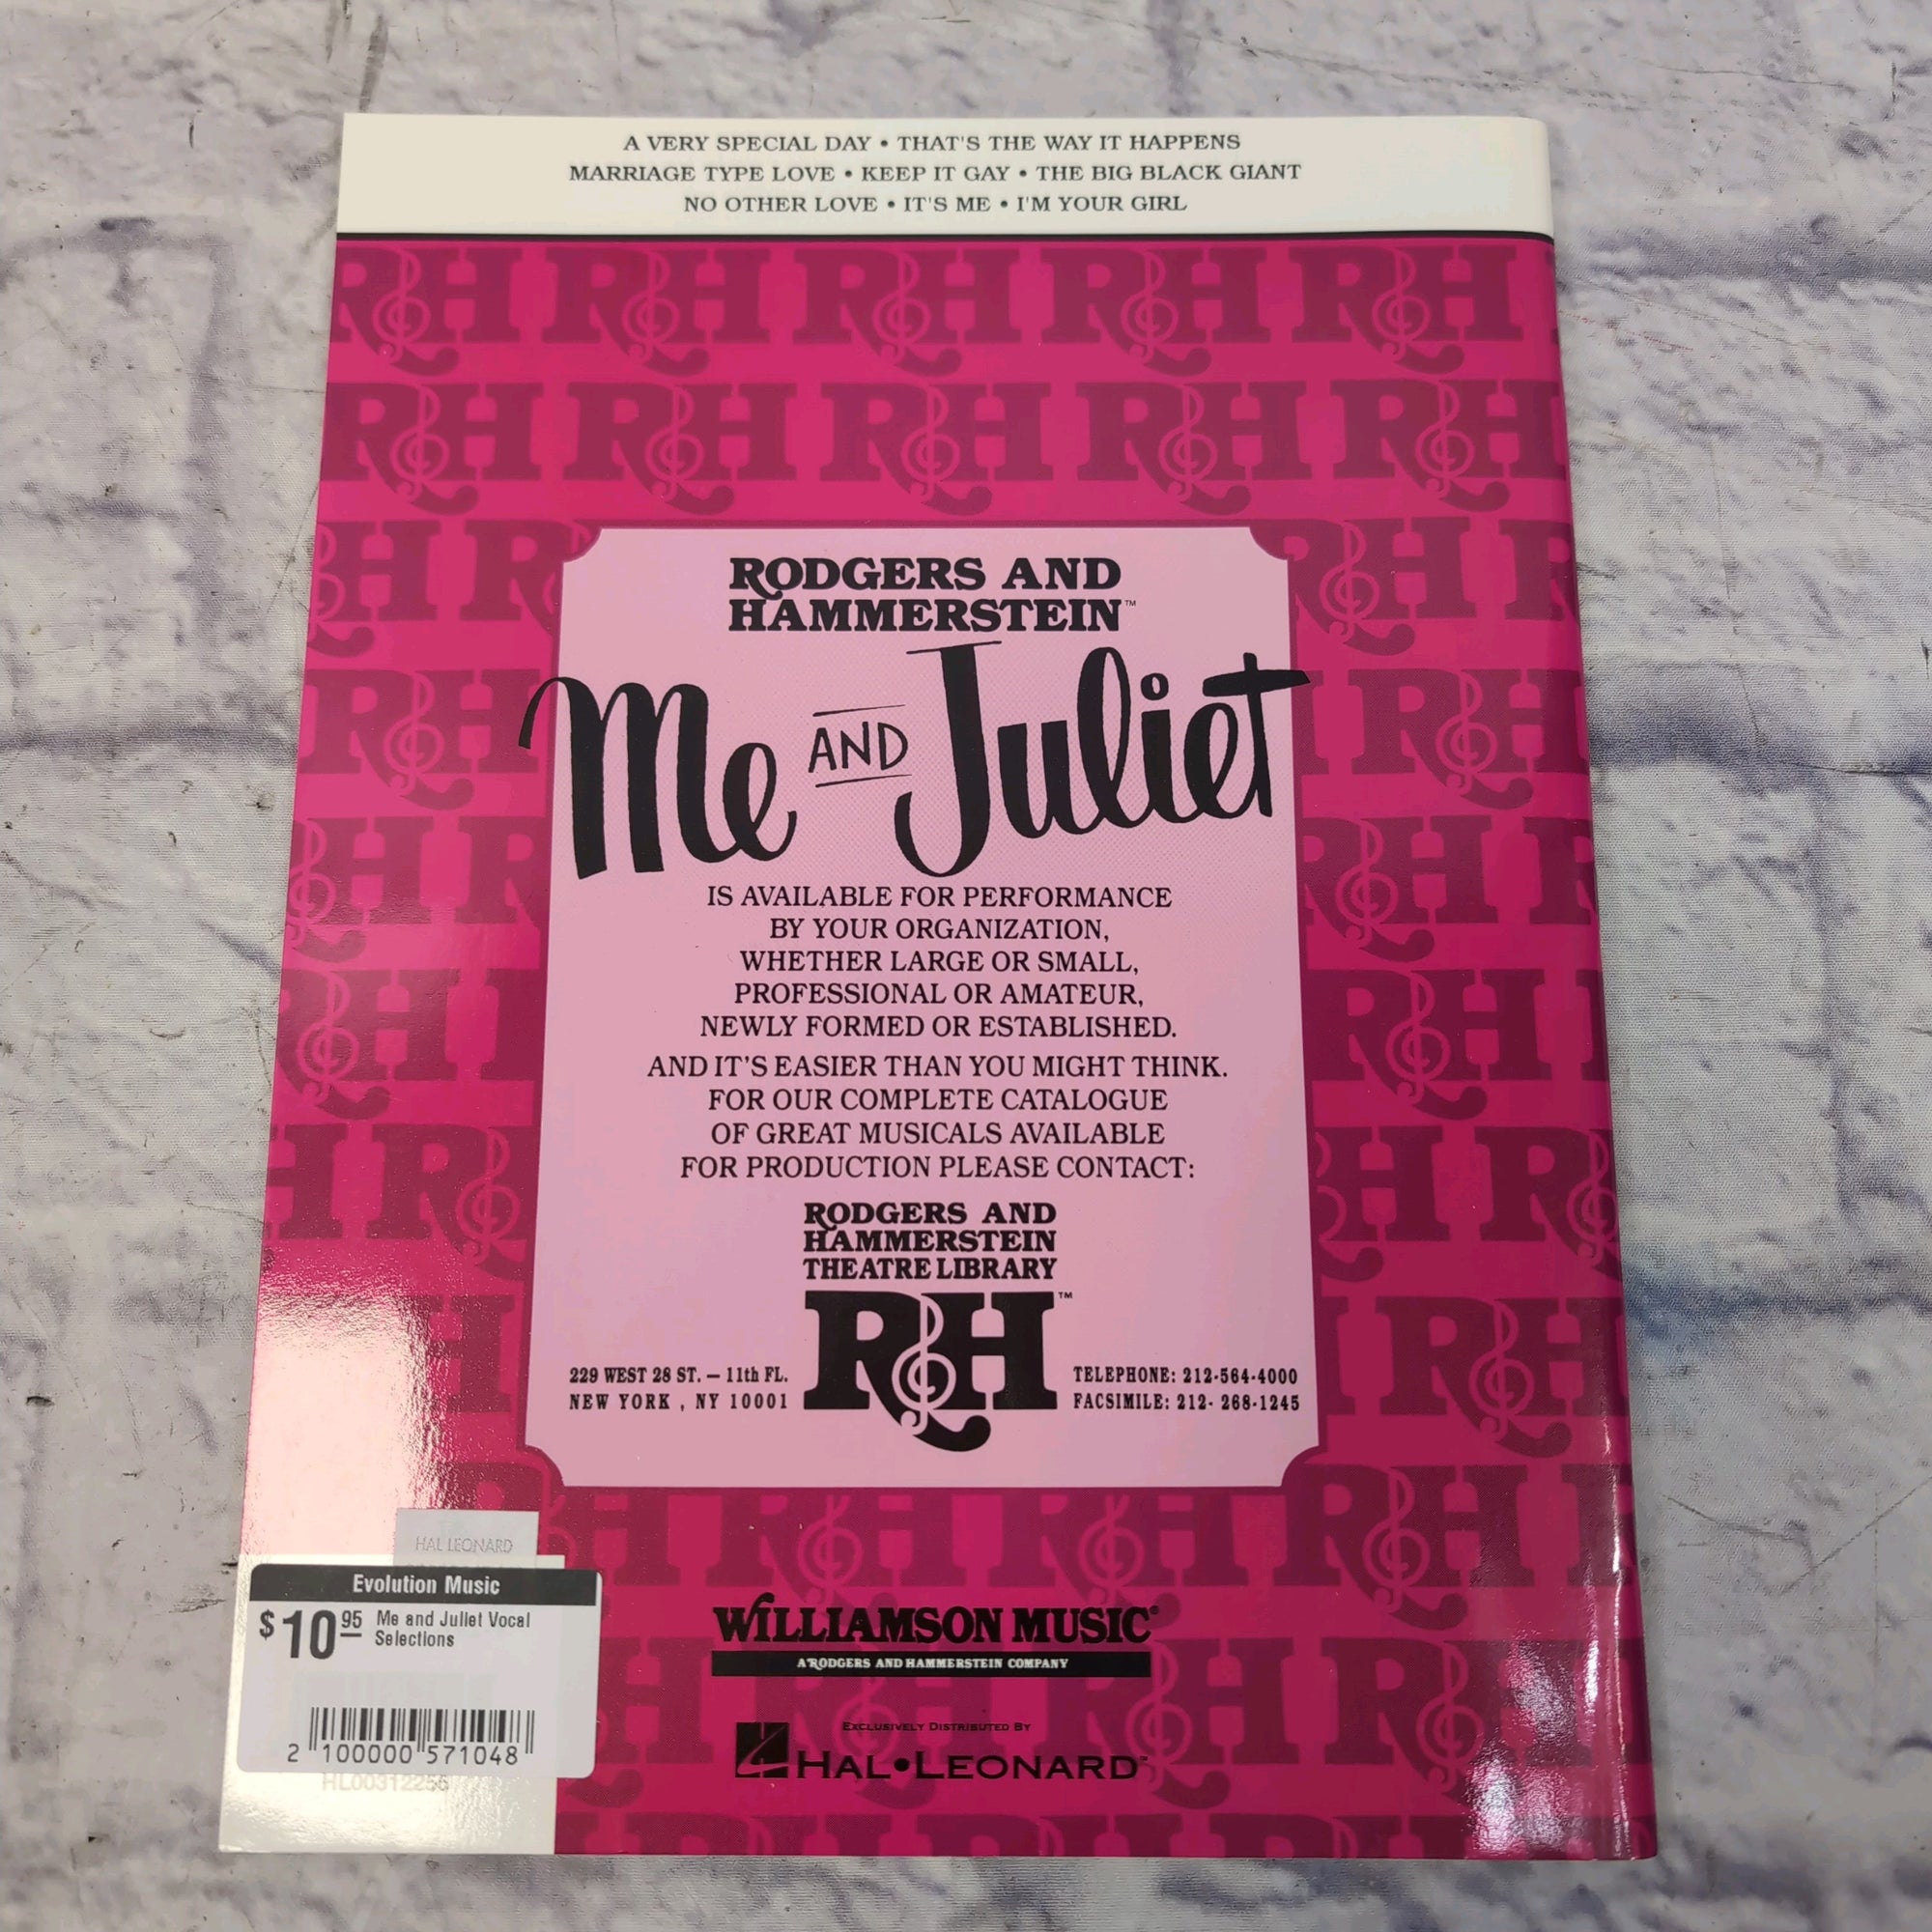 A VERY SPECIAL DAY • THAT'S THE WAY IT HAPPENS
MARRIAGE TYPE LOVE • KEEP IT GAY • THE BIG BLACK GIANT
NO OTHER LOVE • IT'S ME • I'M YOUR GIRL
RODGERS AND
HAMMERSTEIN™
Me AND Juliet
IS AVAILABLE FOR PERFORMANCE
BY YOUR ORGANIZATION,
WHETHER LARGE OR SMALL,
PROFESSIONAL OR AMATEUR,
NEWLY FORMED OR ESTABLISHED.
AND IT'S EASIER THAN YOU MIGHT THINK.
FOR OUR COMPLETE CATALOGUE
OF GREAT MUSICALS AVAILABLE
FOR PRODUCTION PLEASE CONTACT:
RODGERS AND
HAMMERSTEIN
THEATRE LIBRARY
RH™
229 WEST 28 ST. — 11th FL.
NEW YORK , NY 10001
TELEPHONE: 212-564-4000
FACSIMILE: 212- 268-1245
HAL LEONARD
Evolution Music
$10.95 Me and Juliet Vocal
Selections
2 100000 571048
HL00312256
WILLIAMSON MUSIC®
A RODGERS AND HAMMERSTEIN COMPANY
EXCLUSIVELY DISTRIBUTED BY
HAL•LEONARD™